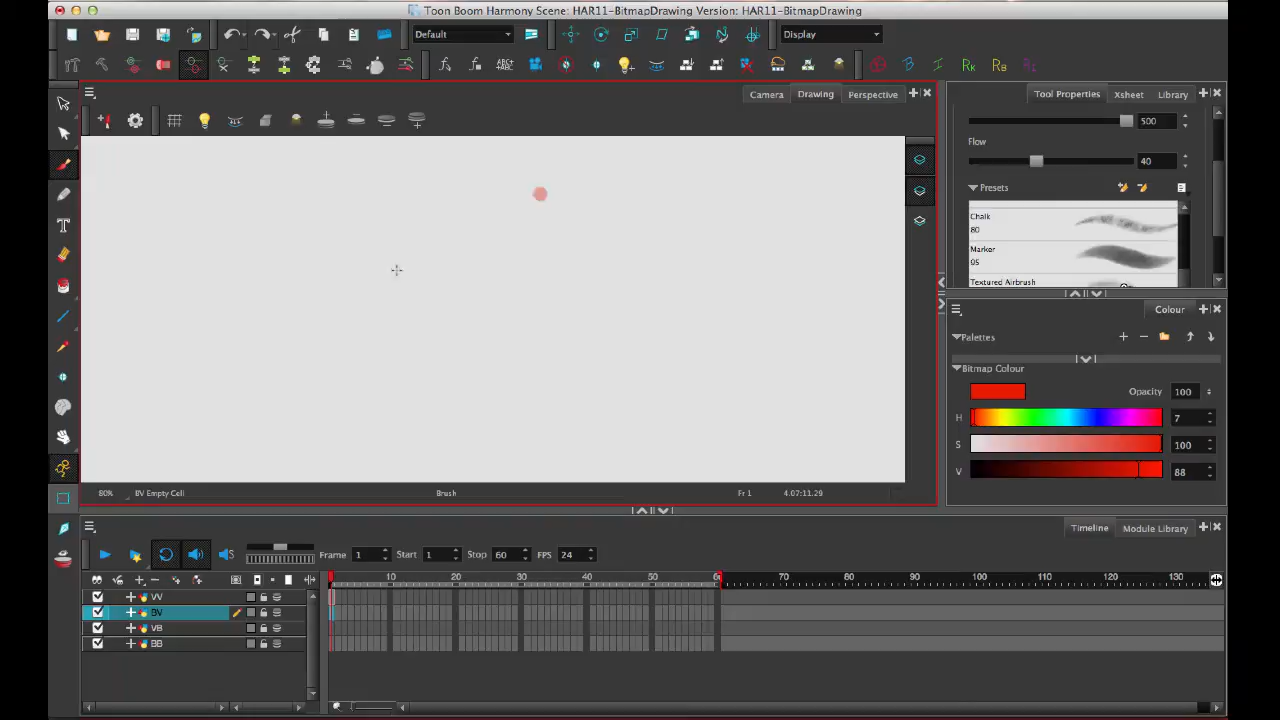 Toon Boom Harmony Scene: HAR11-BitmapDrawing Version: HAR11-BitmapDrawing
Default
Display
Camera
Drawing
Perspective
Tool Properties
Xsheet
Library
500
Flow
40
Presets
Chalk
80
Marker
95
Textured Airbrush
Colour
Palettes
Bitmap Colour
Opacity 100
H 7
S 100
V 88
80% BV Empty Cell Brush Fr 1 4.07:11.29
Timeline
Module Library
Frame 1 Start 1 Stop 60 FPS 24
10 20 30 40 50 70 80 90 100 110 120 130
VV
BV
VB
BB